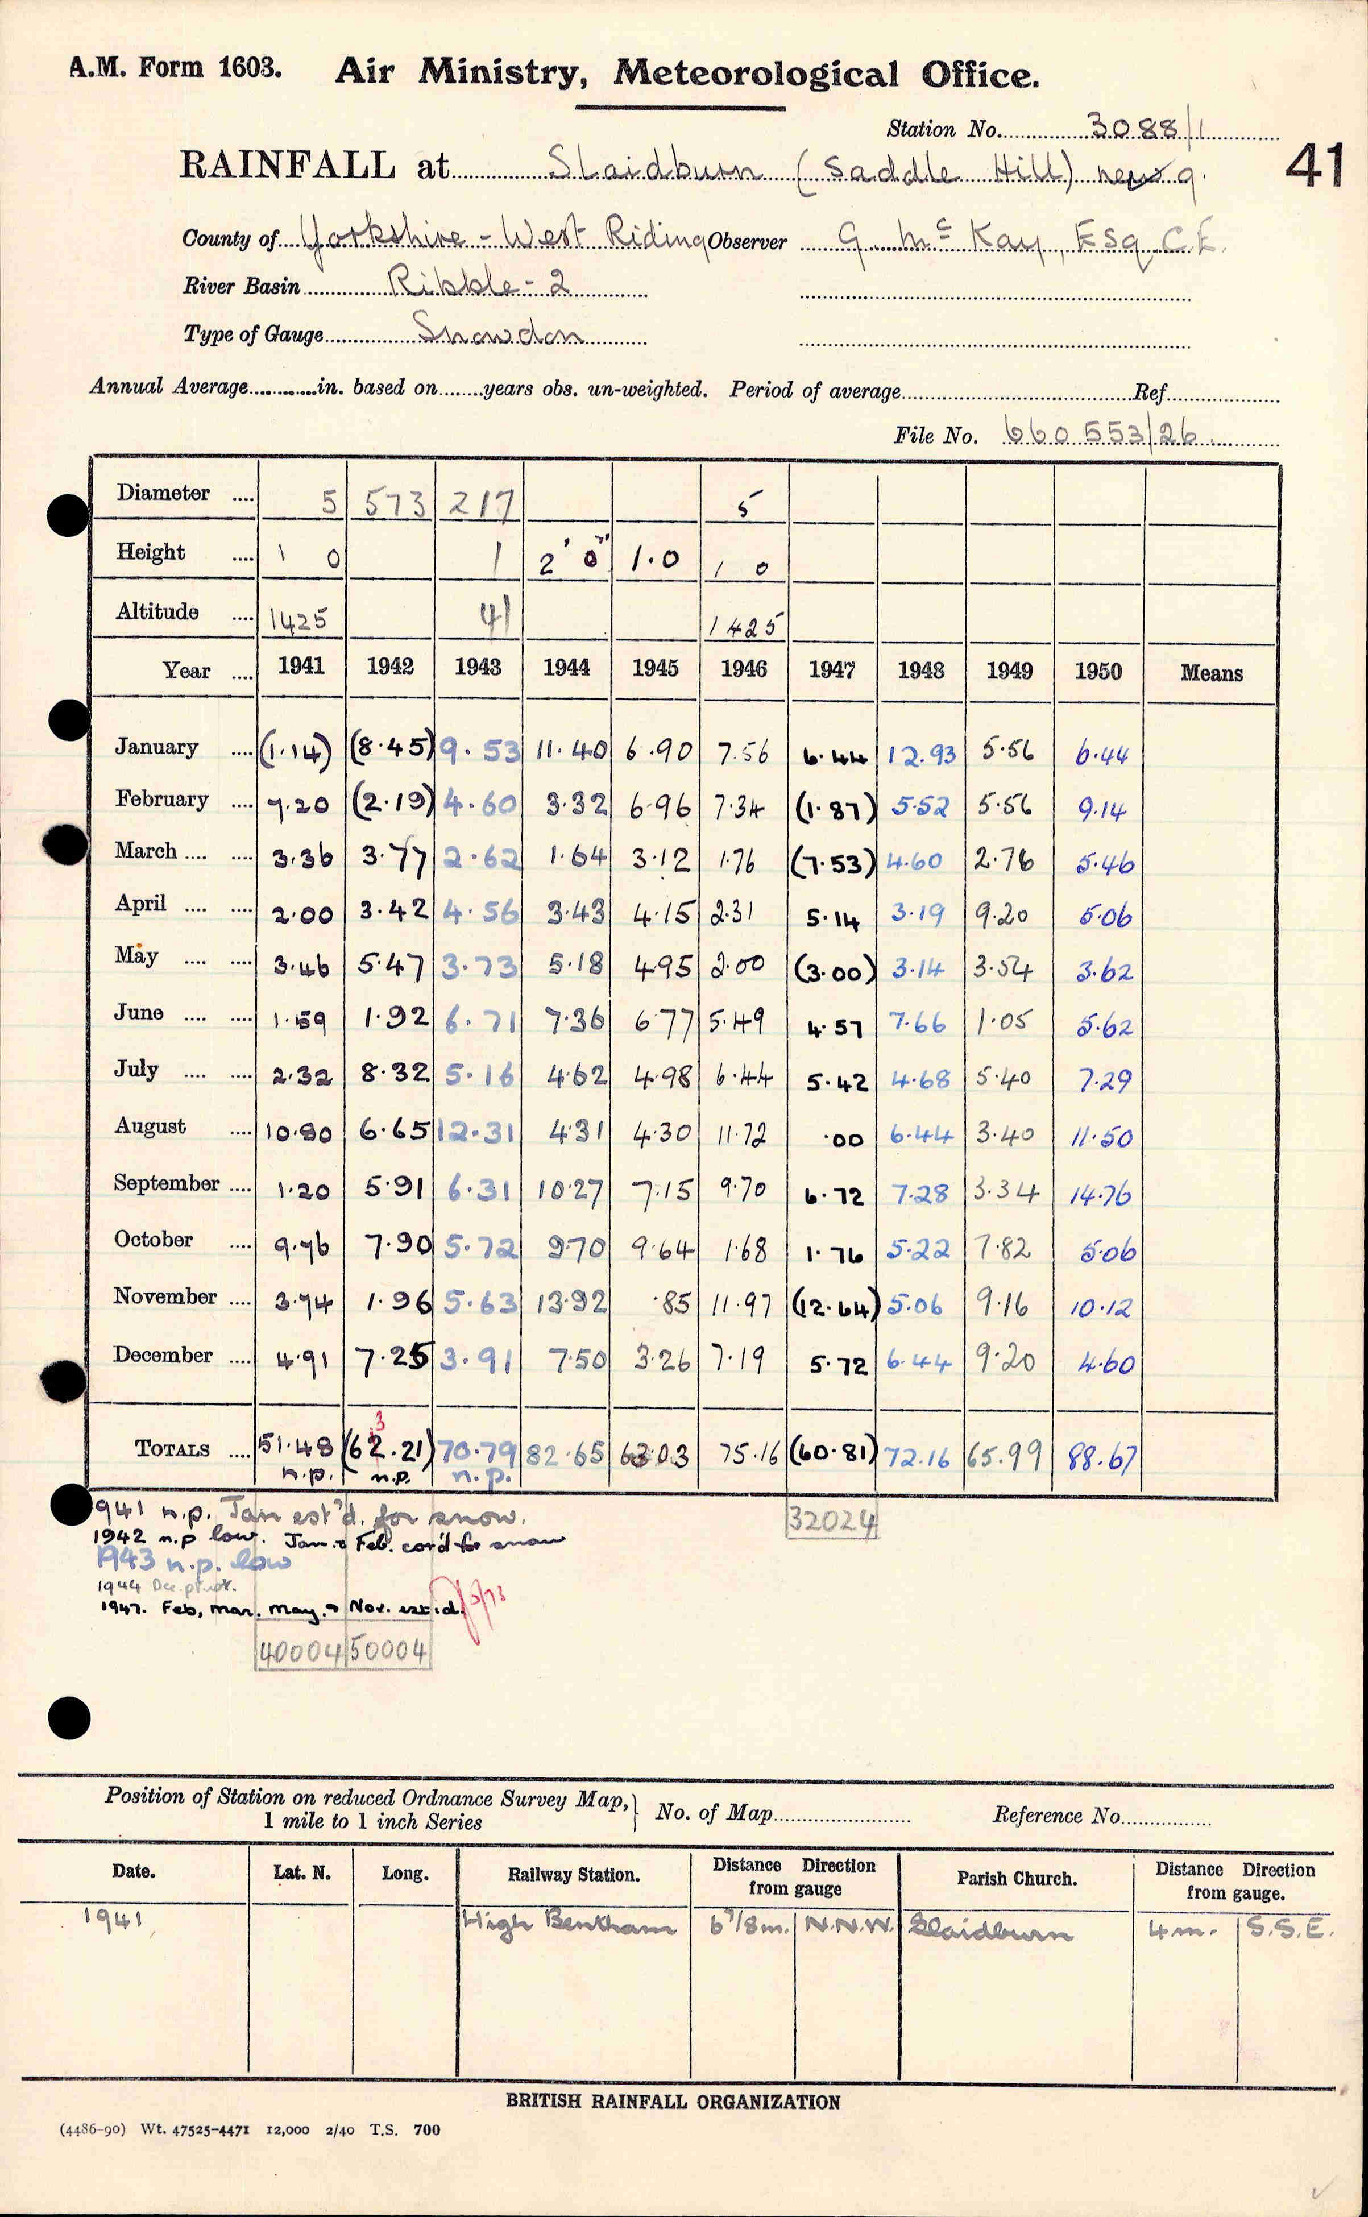 A.M. Form 1603. Air Ministry, Meteorological Office.
Station No. 3088/1
41
RAINFALL at Slaidburn (Saddle Hill) new g.
County of Yorkshire - West Riding Observer G. Mc Kay, Esq C.E.
River Basin Ribble - 2
Type of Gauge Snowdon
Annual Average in. based on years obs. un-weighted. Period of average Ref.
File No. 660 553/26
Diameter 5 573 217 5
Height 1 0 1 2' 0" 1.0 1 0
Altitude 1425 41 1425
Year 1941 1942 1943 1944 1945 1946 1947 1948 1949 1950 Means
January (1.14) (8.45) 9.53 11.40 6.90 7.56 6.44 12.93 5.56 6.44
February 7.20 (2.19) 4.60 3.32 6.96 7.34 (1.87) 5.52 5.56 9.14
March 3.36 3.77 2.62 1.64 3.12 1.76 (7.53) 4.60 2.76 5.46
April 2.00 3.42 4.56 3.43 4.15 2.31 5.14 3.19 9.20 5.06
May 3.46 5.47 3.73 5.18 4.95 2.00 (3.00) 3.14 3.54 3.62
June 1.59 1.92 6.71 7.36 6.77 5.49 4.57 7.66 1.05 5.62
July 2.32 8.32 5.16 4.62 4.98 6.44 5.42 4.68 5.40 7.29
August 10.80 6.65 12.31 4.31 4.30 11.72 .00 6.44 3.40 11.50
September 1.20 5.91 6.31 10.27 7.15 9.70 6.72 7.28 3.34 14.76
October 9.76 7.90 5.72 9.70 9.64 1.68 1.76 5.22 7.82 5.06
November 3.74 1.96 5.63 13.92 .85 11.97 (12.64) 5.06 9.16 10.12
December 4.91 7.25 3.91 7.50 3.26 7.19 5.72 6.44 9.20 4.60
3
TOTALS 51.48 (62.21) 70.79 82.65 63.03 75.16 (60.81) 72.16 65.99 88.67
n.p. n.p. n.p.
1941 n.p. Jan est'd. for snow. 32024
1942 n.p low. Jan. & Feb. cor'd for snow
1943 n.p. low
1944 Dec.
1947. Feb, Mar. May, & Nov. est'd.
40004 50004
Position of Station on reduced Ordnance Survey Map, 1 mile to 1 inch Series No. of Map Reference No.
Date. Lat. N. Long. Railway Station. Distance Direction from gauge Parish Church. Distance Direction from gauge.
1941 High Bentham 6 7/8 m. N.N.W. Slaidburn 4 m. S.S.E.
BRITISH RAINFALL ORGANIZATION
(4486-90) Wt. 47525-4471 12,000 2/40 T.S. 700